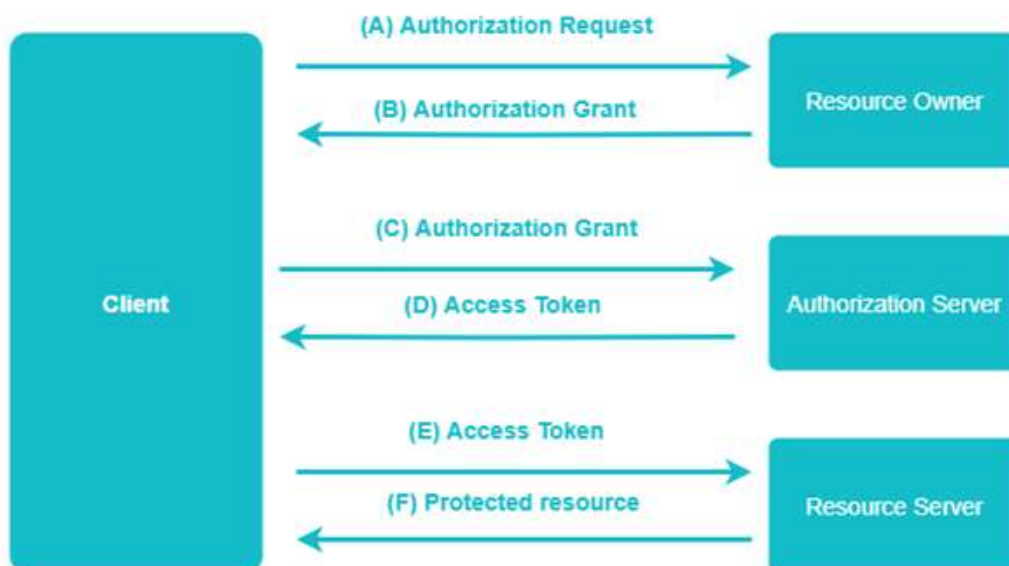 (A) Authorization Request
Resource Owner
(B) Authorization Grant
(C) Authorization Grant
Client
Authorization Server
(D) Access Token
(E) Access Token
(F) Protected resource
Resource Server